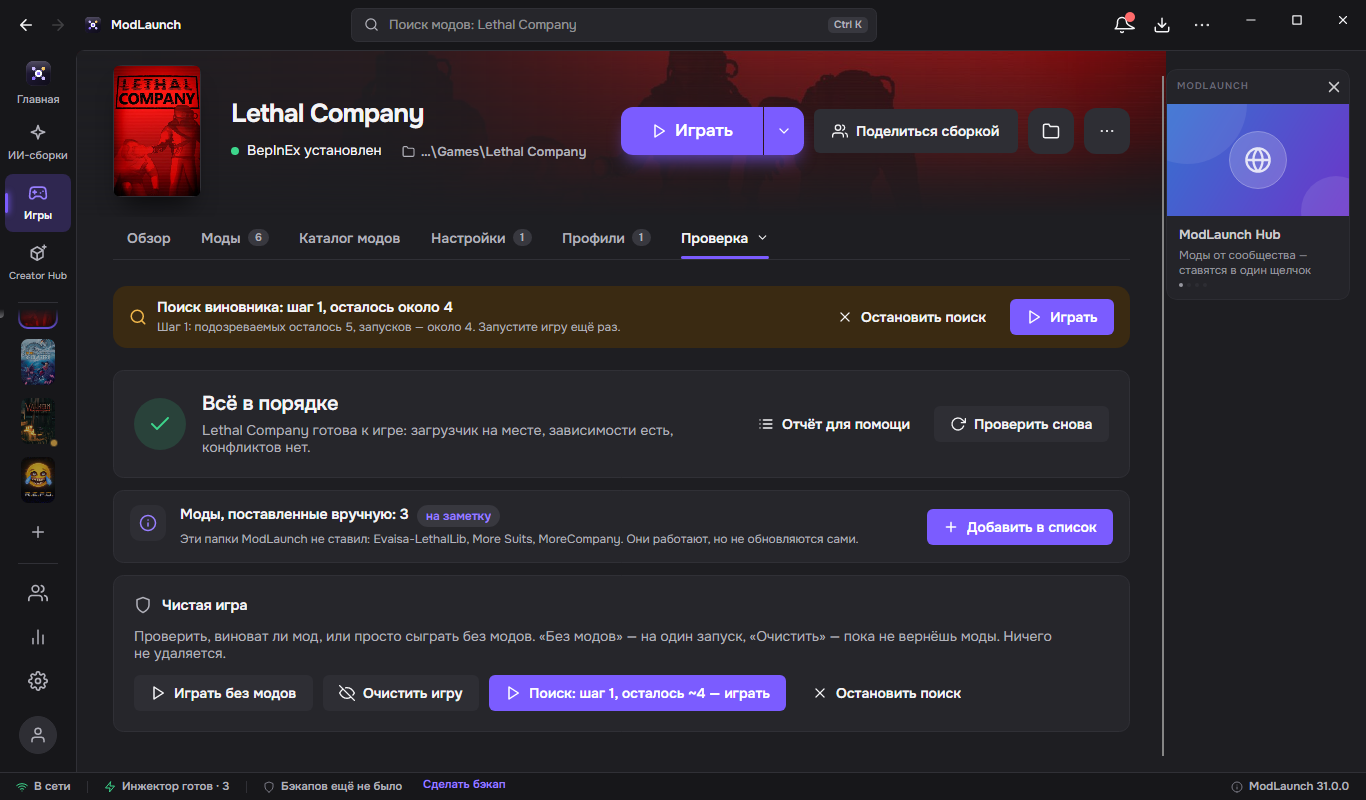 ModLaunch
Поиск модов: Lethal Company
Ctrl K
Главная
ИИ-сборки
Игры
Creator Hub
LETHAL
COMPANY
Lethal Company
BepInEx установлен
...\Games\Lethal Company
Играть
Поделиться сборкой
Обзор
Моды 6
Каталог модов
Настройки 1
Профили 1
Проверка
Поиск виновника: шаг 1, осталось около 4
Шаг 1: подозреваемых осталось 5, запусков — около 4. Запустите игру ещё раз.
Остановить поиск
Играть
Всё в порядке
Lethal Company готова к игре: загрузчик на месте, зависимости есть,
конфликтов нет.
Отчёт для помощи
Проверить снова
Моды, поставленные вручную: 3
на заметку
Эти папки ModLaunch не ставил: Evaisa-LethalLib, More Suits, MoreCompany. Они работают, но не обновляются сами.
Добавить в список
Чистая игра
Проверить, виноват ли мод, или просто сыграть без модов. «Без модов» — на один запуск, «Очистить» — пока не вернёшь моды. Ничего
не удаляется.
Играть без модов
Очистить игру
Поиск: шаг 1, осталось ~4 — играть
Остановить поиск
MODLAUNCH
ModLaunch Hub
Моды от сообщества —
ставятся в один щелчок
R.E.P.O.
В сети
Инжектор готов · 3
Бэкапов ещё не было
Сделать бэкап
ModLaunch 31.0.0